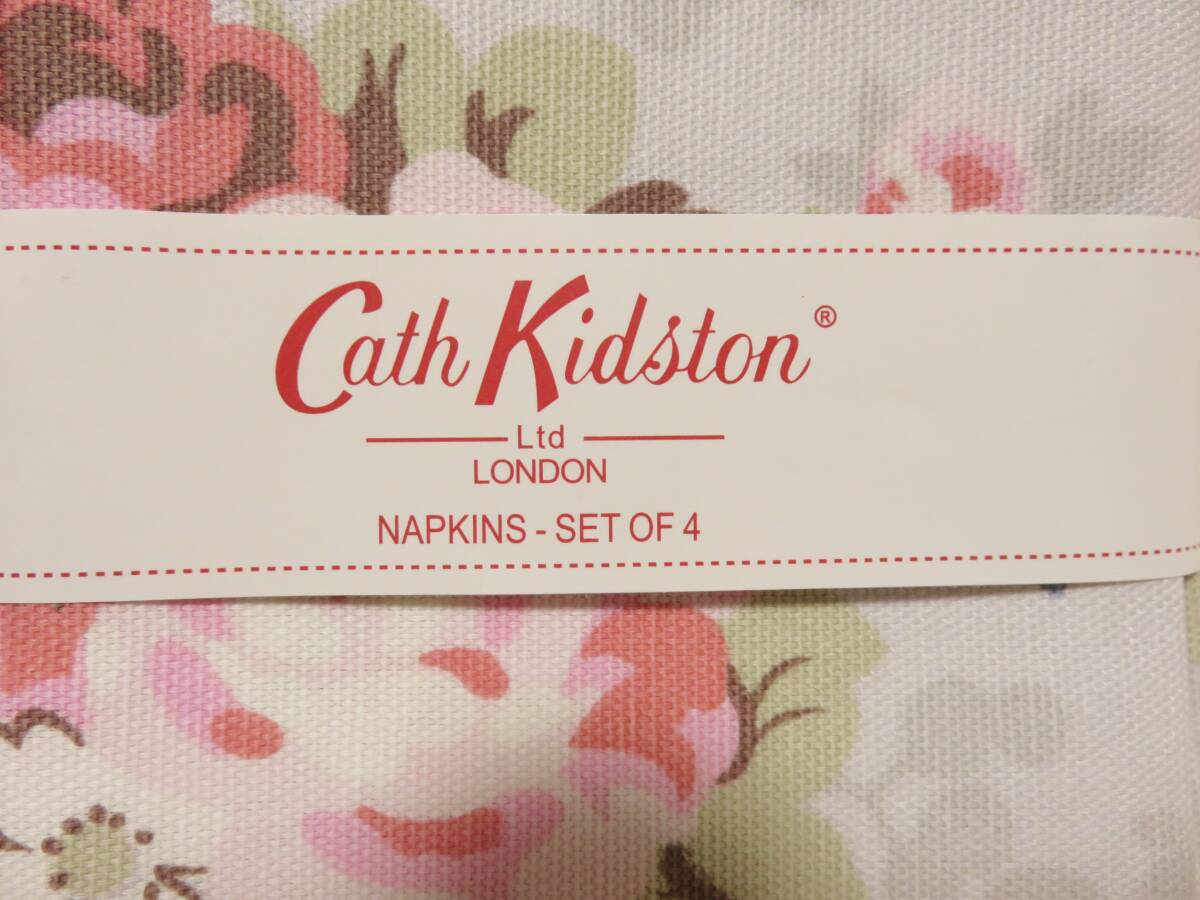 Cath Kidston®
Ltd
LONDON
NAPKINS - SET OF 4